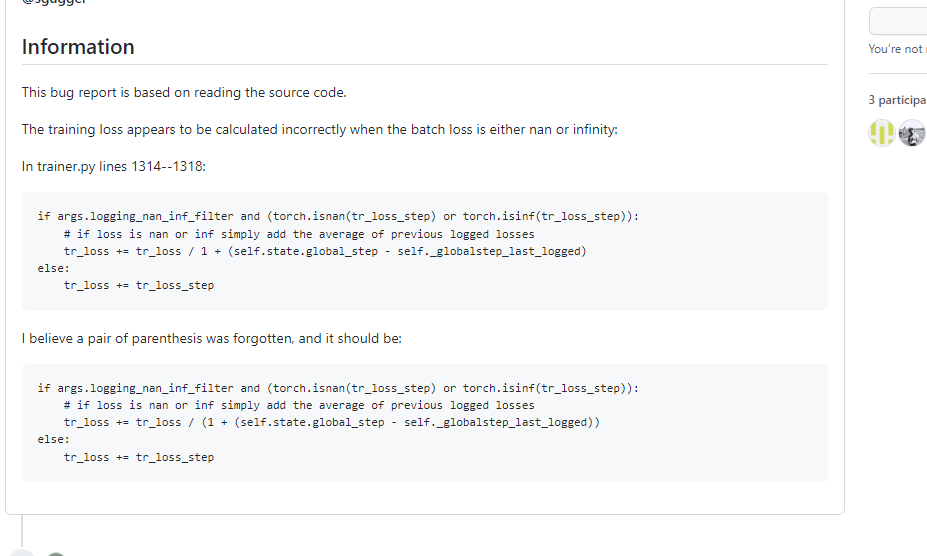 @sgugger
Information
You're not
This bug report is based on reading the source code.
3 participa
The training loss appears to be calculated incorrectly when the batch loss is either nan or infinity:
In trainer.py lines 1314--1318:
if args.logging_nan_inf_filter and (torch.isnan(tr_loss_step) or torch.isinf(tr_loss_step)):
    # if loss is nan or inf simply add the average of previous logged losses
    tr_loss += tr_loss / 1 + (self.state.global_step - self._globalstep_last_logged)
else:
    tr_loss += tr_loss_step
I believe a pair of parenthesis was forgotten, and it should be:
if args.logging_nan_inf_filter and (torch.isnan(tr_loss_step) or torch.isinf(tr_loss_step)):
    # if loss is nan or inf simply add the average of previous logged losses
    tr_loss += tr_loss / (1 + (self.state.global_step - self._globalstep_last_logged))
else:
    tr_loss += tr_loss_step